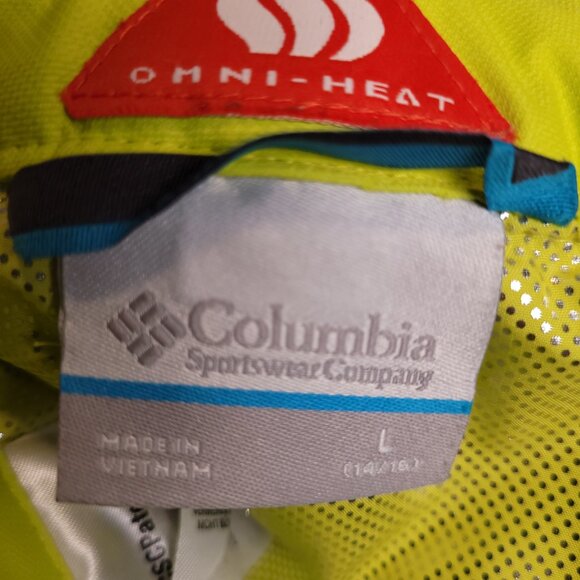 OMNI-HEAT
Columbia
Sportswear Company
MADE IN
VIETNAM
L
(14/16)